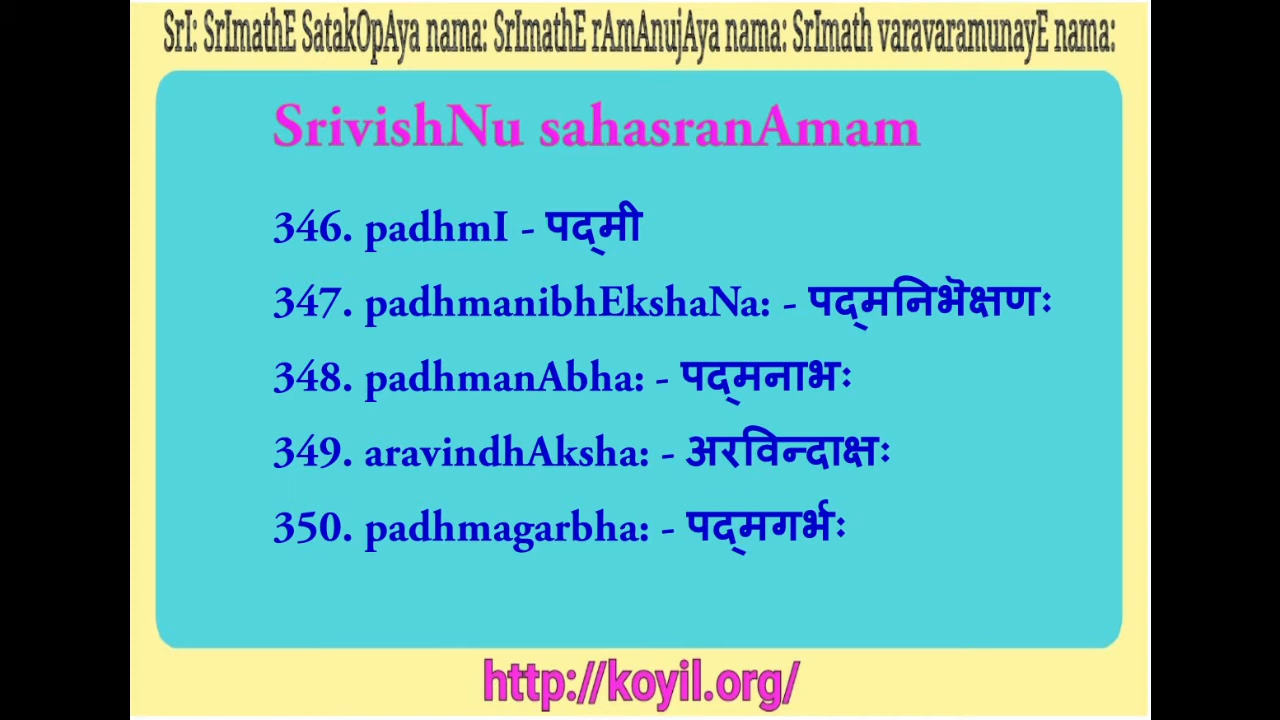 SrI: SrImathE SatakOpAya nama: SrImathE rAmAnujAya nama: SrImath varavaramunayE nama:
SrivishNu sahasranAmam
346. padhmI - पद्‌मी
347. padhmanibhEkshaNa: - पद्‌मनिभॆक्षणः
348. padhmanAbha: - पद्‌मनाभः
349. aravindhAksha: - अरविन्दाक्षः
350. padhmagarbha: - पद्‌मगर्भः
http://koyil.org/